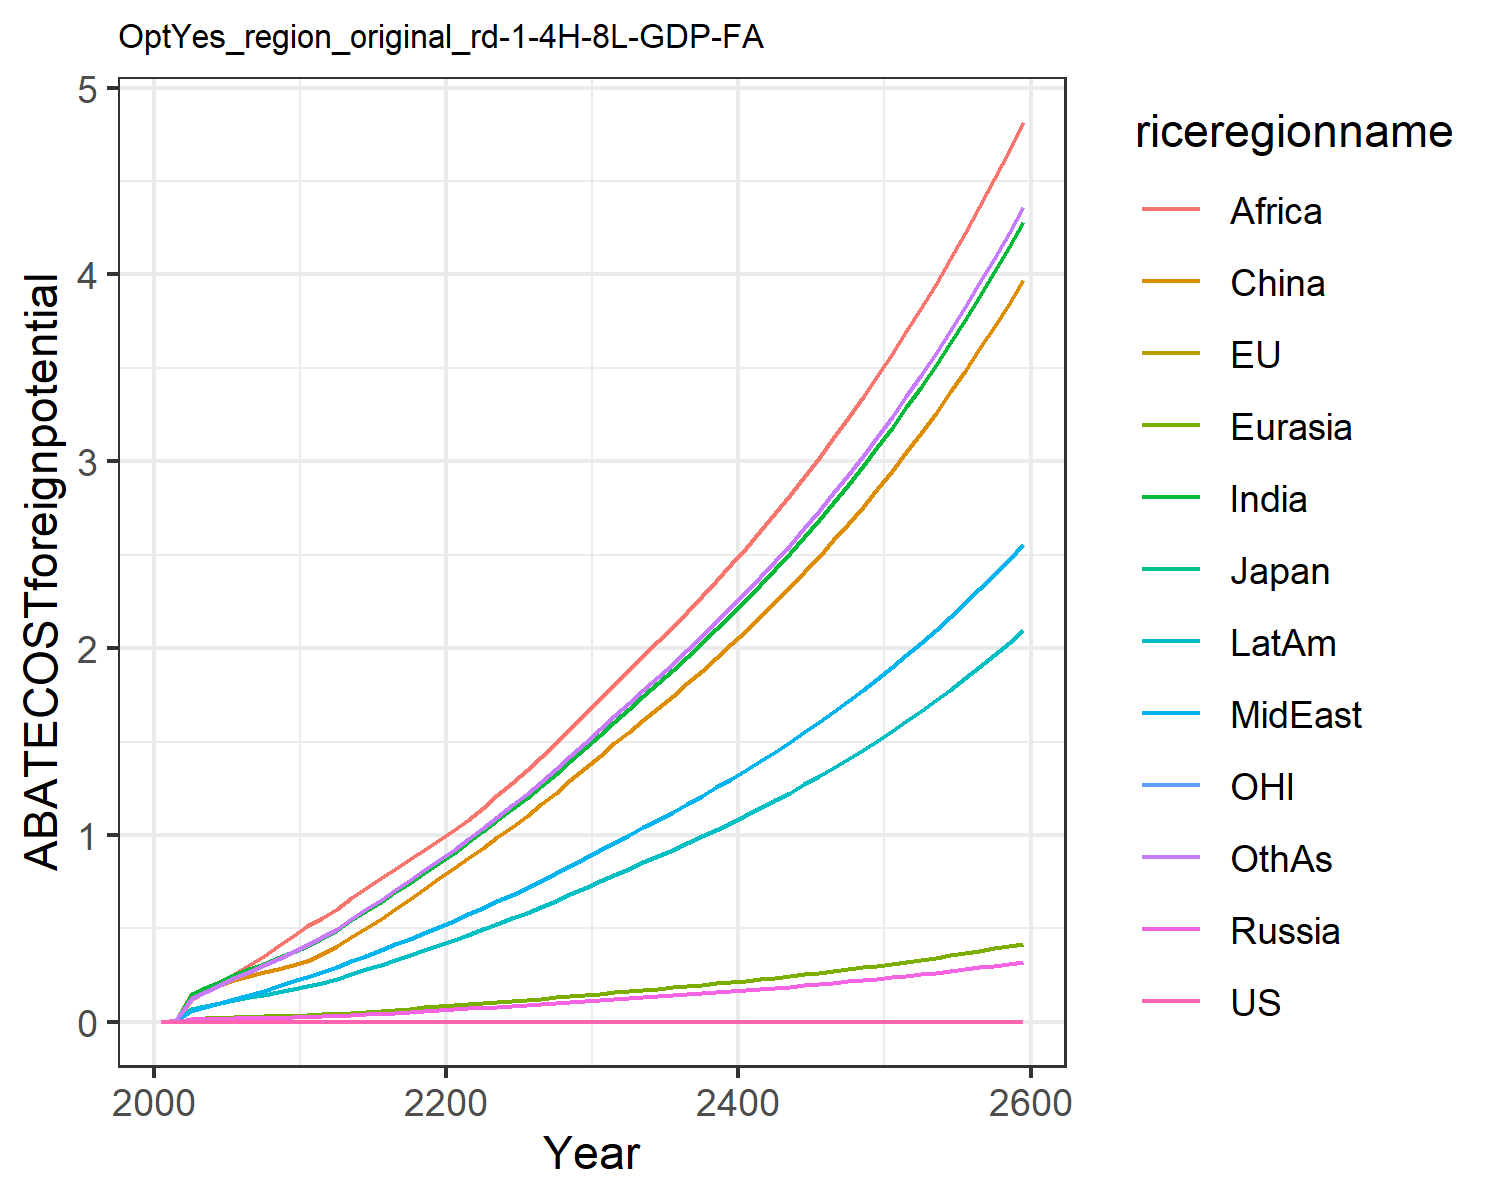 OptYes_region_original_rd-1-4H-8L-GDP-FA
ABATECOSTforeignpotential
5
4
3
2
1
0
2000 2200 2400 2600
Year
riceregionname
Africa
China
EU
Eurasia
India
Japan
LatAm
MidEast
OHI
OthAs
Russia
US